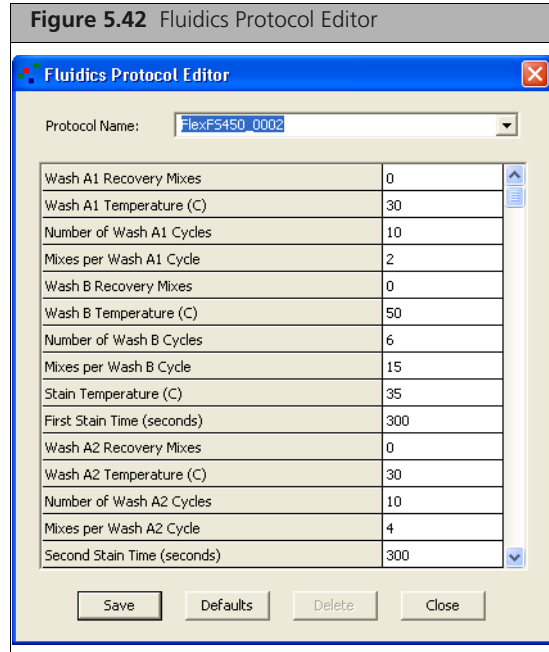 Figure 5.42 Fluidics Protocol Editor
Fluidics Protocol Editor
Protocol Name: FlexFS450_0002
Wash A1 Recovery Mixes 0
Wash A1 Temperature (C) 30
Number of Wash A1 Cycles 10
Mixes per Wash A1 Cycle 2
Wash B Recovery Mixes 0
Wash B Temperature (C) 50
Number of Wash B Cycles 6
Mixes per Wash B Cycle 15
Stain Temperature (C) 35
First Stain Time (seconds) 300
Wash A2 Recovery Mixes 0
Wash A2 Temperature (C) 30
Number of Wash A2 Cycles 10
Mixes per Wash A2 Cycle 4
Second Stain Time (seconds) 300
Save Defaults Delete Close